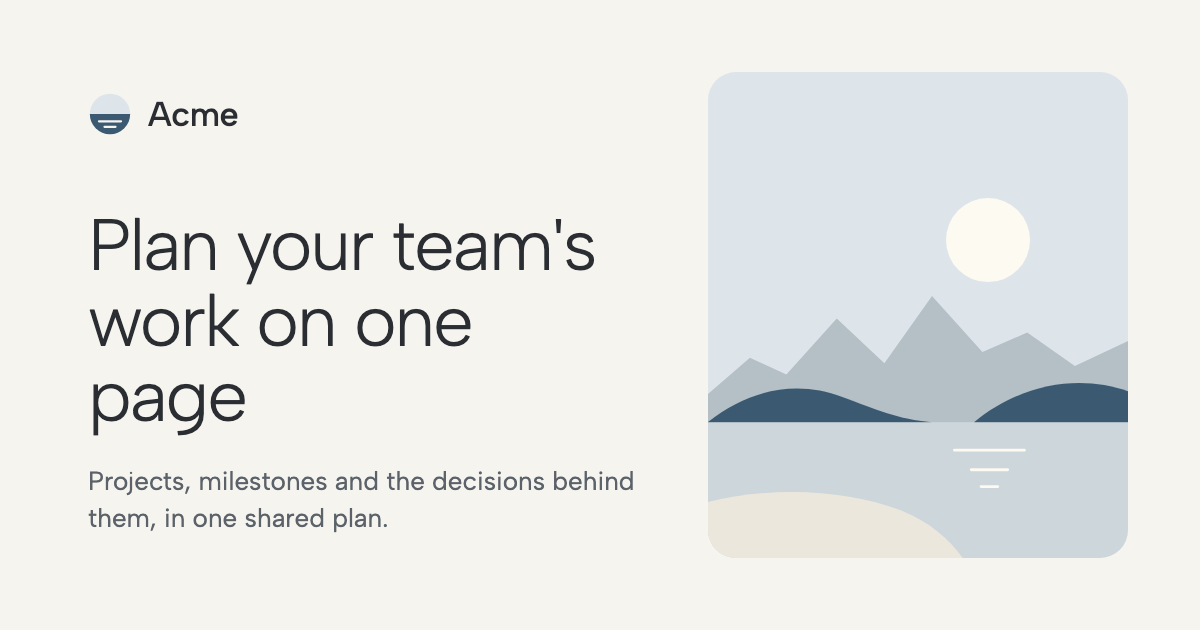 Acme
Plan your team's
work on one
page
Projects, milestones and the decisions behind
them, in one shared plan.